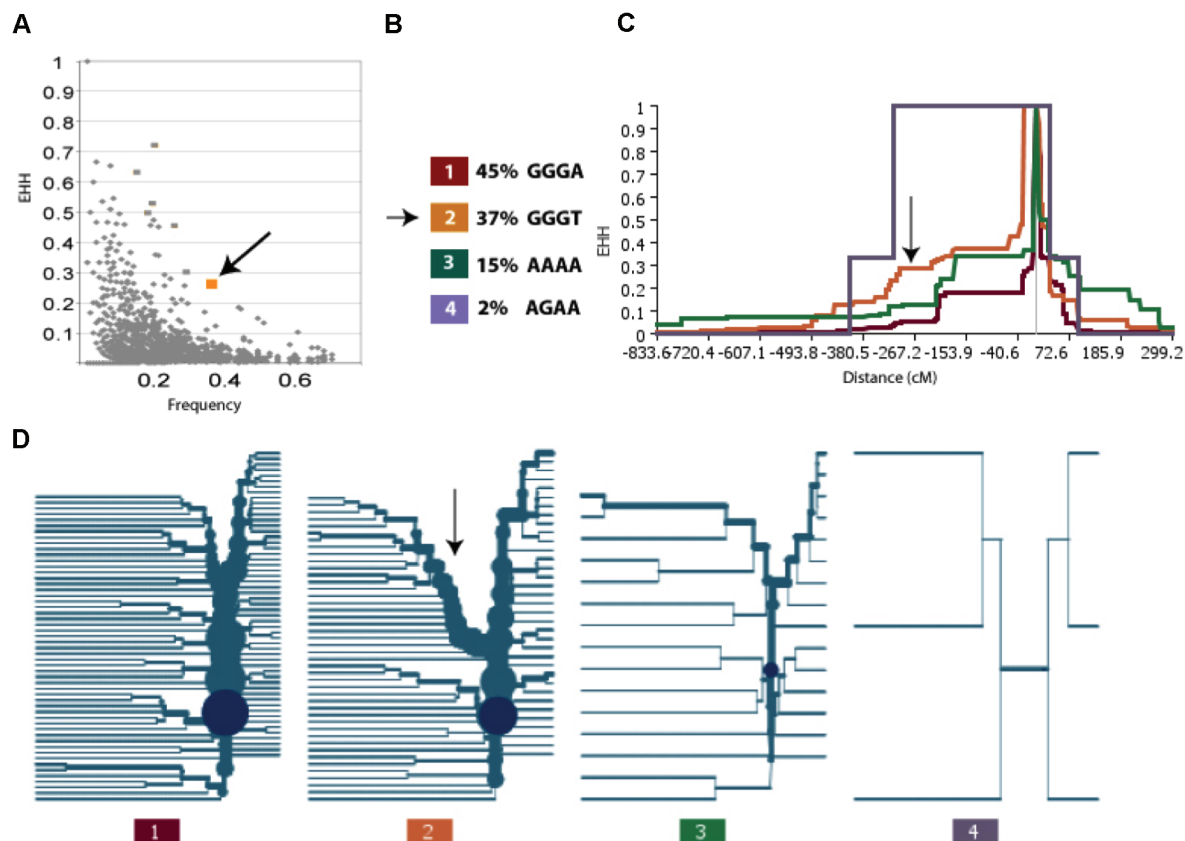 A
B
C
1
0.9
0.8
0.7
0.6
0.5
0.4
0.3
0.2
0.1
EHH
0.2 0.4 0.6
Frequency
1 45% GGGA
2 37% GGGT
3 15% AAAA
4 2% AGAA
1
0.9
0.8
0.7
0.6
0.5
0.4
0.3
0.2
0.1
0
EHH
-833.6720.4 -607.1 -493.8 -380.5 -267.2 -153.9 -40.6 72.6 185.9 299.2
Distance (cM)
D
1 2 3 4